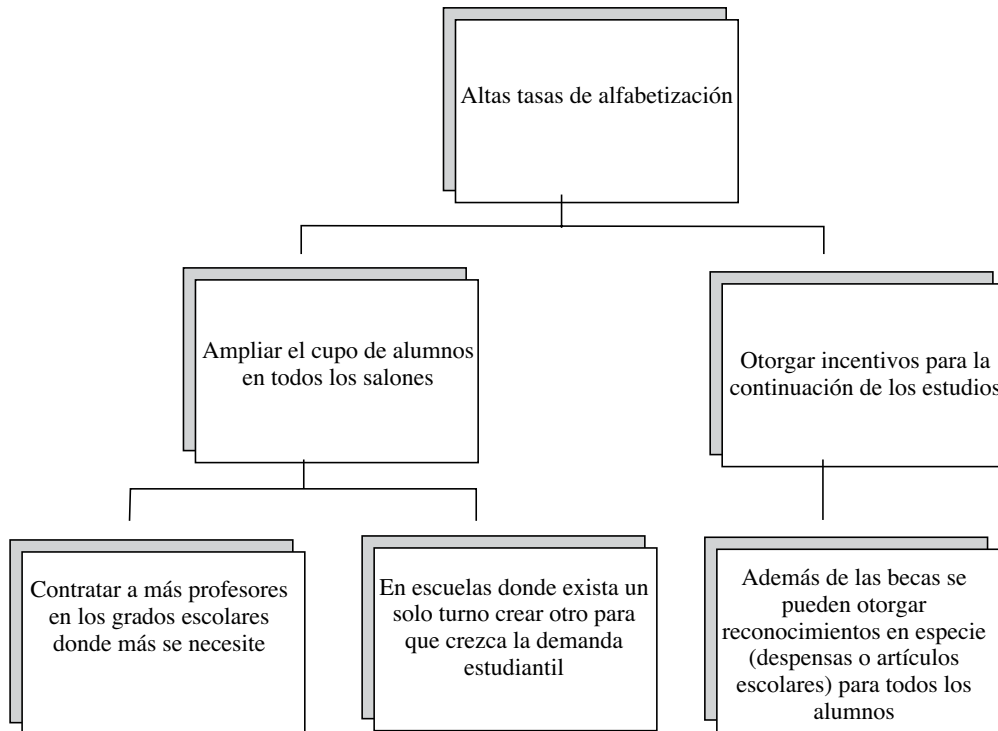 Altas tasas de alfabetización
Ampliar el cupo de alumnos
en todos los salones
Otorgar incentivos para la
continuación de los estudios
Contratar a más profesores
en los grados escolares
donde más se necesite
En escuelas donde exista un
solo turno crear otro para
que crezca la demanda
estudiantil
Además de las becas se
pueden otorgar
reconocimientos en especie
(despensas o artículos
escolares) para todos los
alumnos